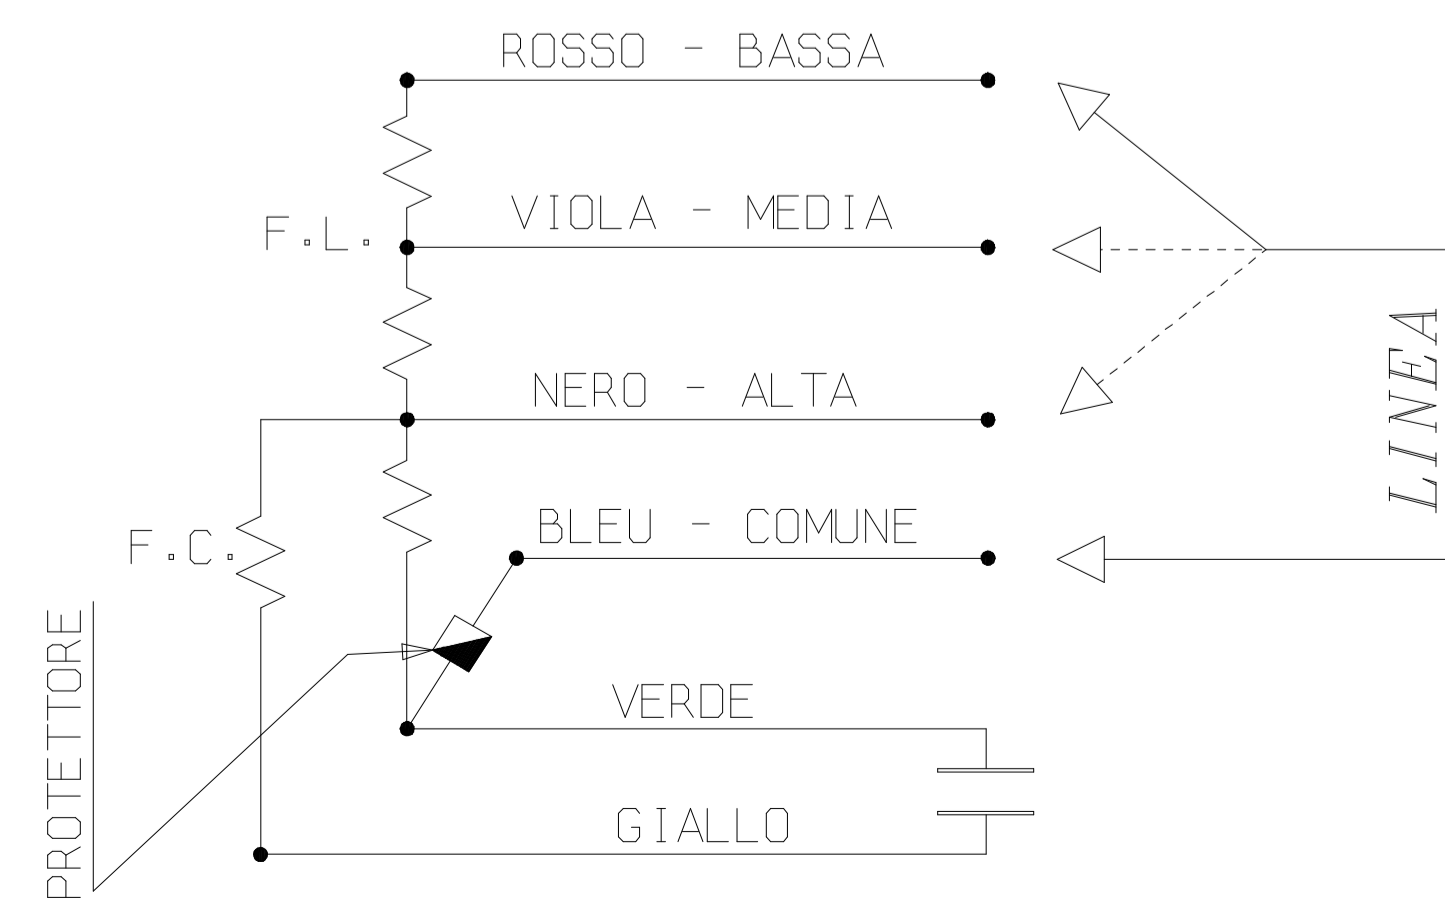 ROSSO - BASSA
VIOLA - MEDIA
F.L.
NERO - ALTA
LINEA
BLEU - COMUNE
F.C.
PROTETTORE
VERDE
GIALLO